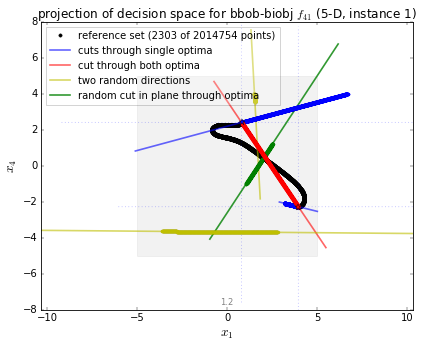 projection of decision space for bbob-biobj f41 (5-D, instance 1)
reference set (2303 of 2014754 points)
cuts through single optima
cut through both optima
two random directions
random cut in plane through optima
8
6
4
2
0
−2
−4
−6
−8
x4
1.2
−10
−5
0
5
10
x1